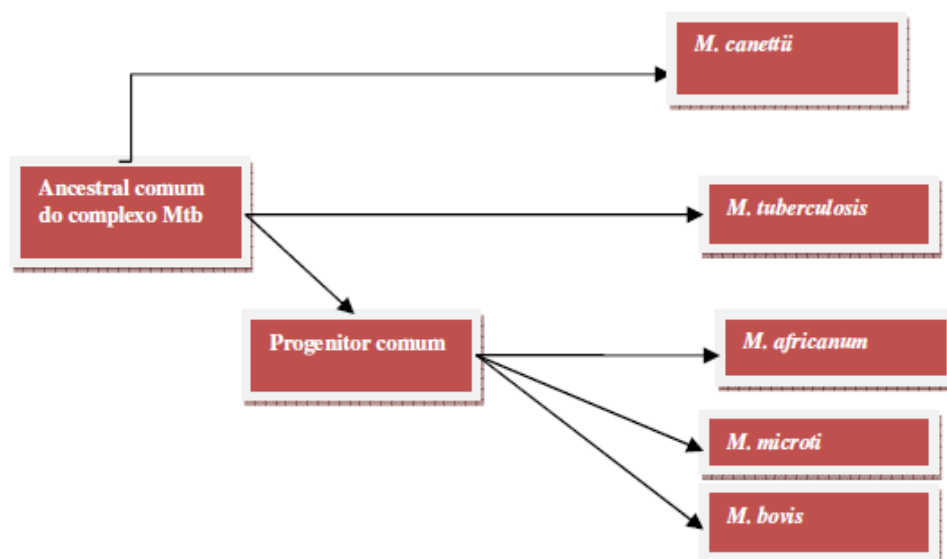 M. canettii
Ancestral comum
do complexo Mtb
M. tuberculosis
Progenitor comum
M. africanum
M. microti
M. bovis